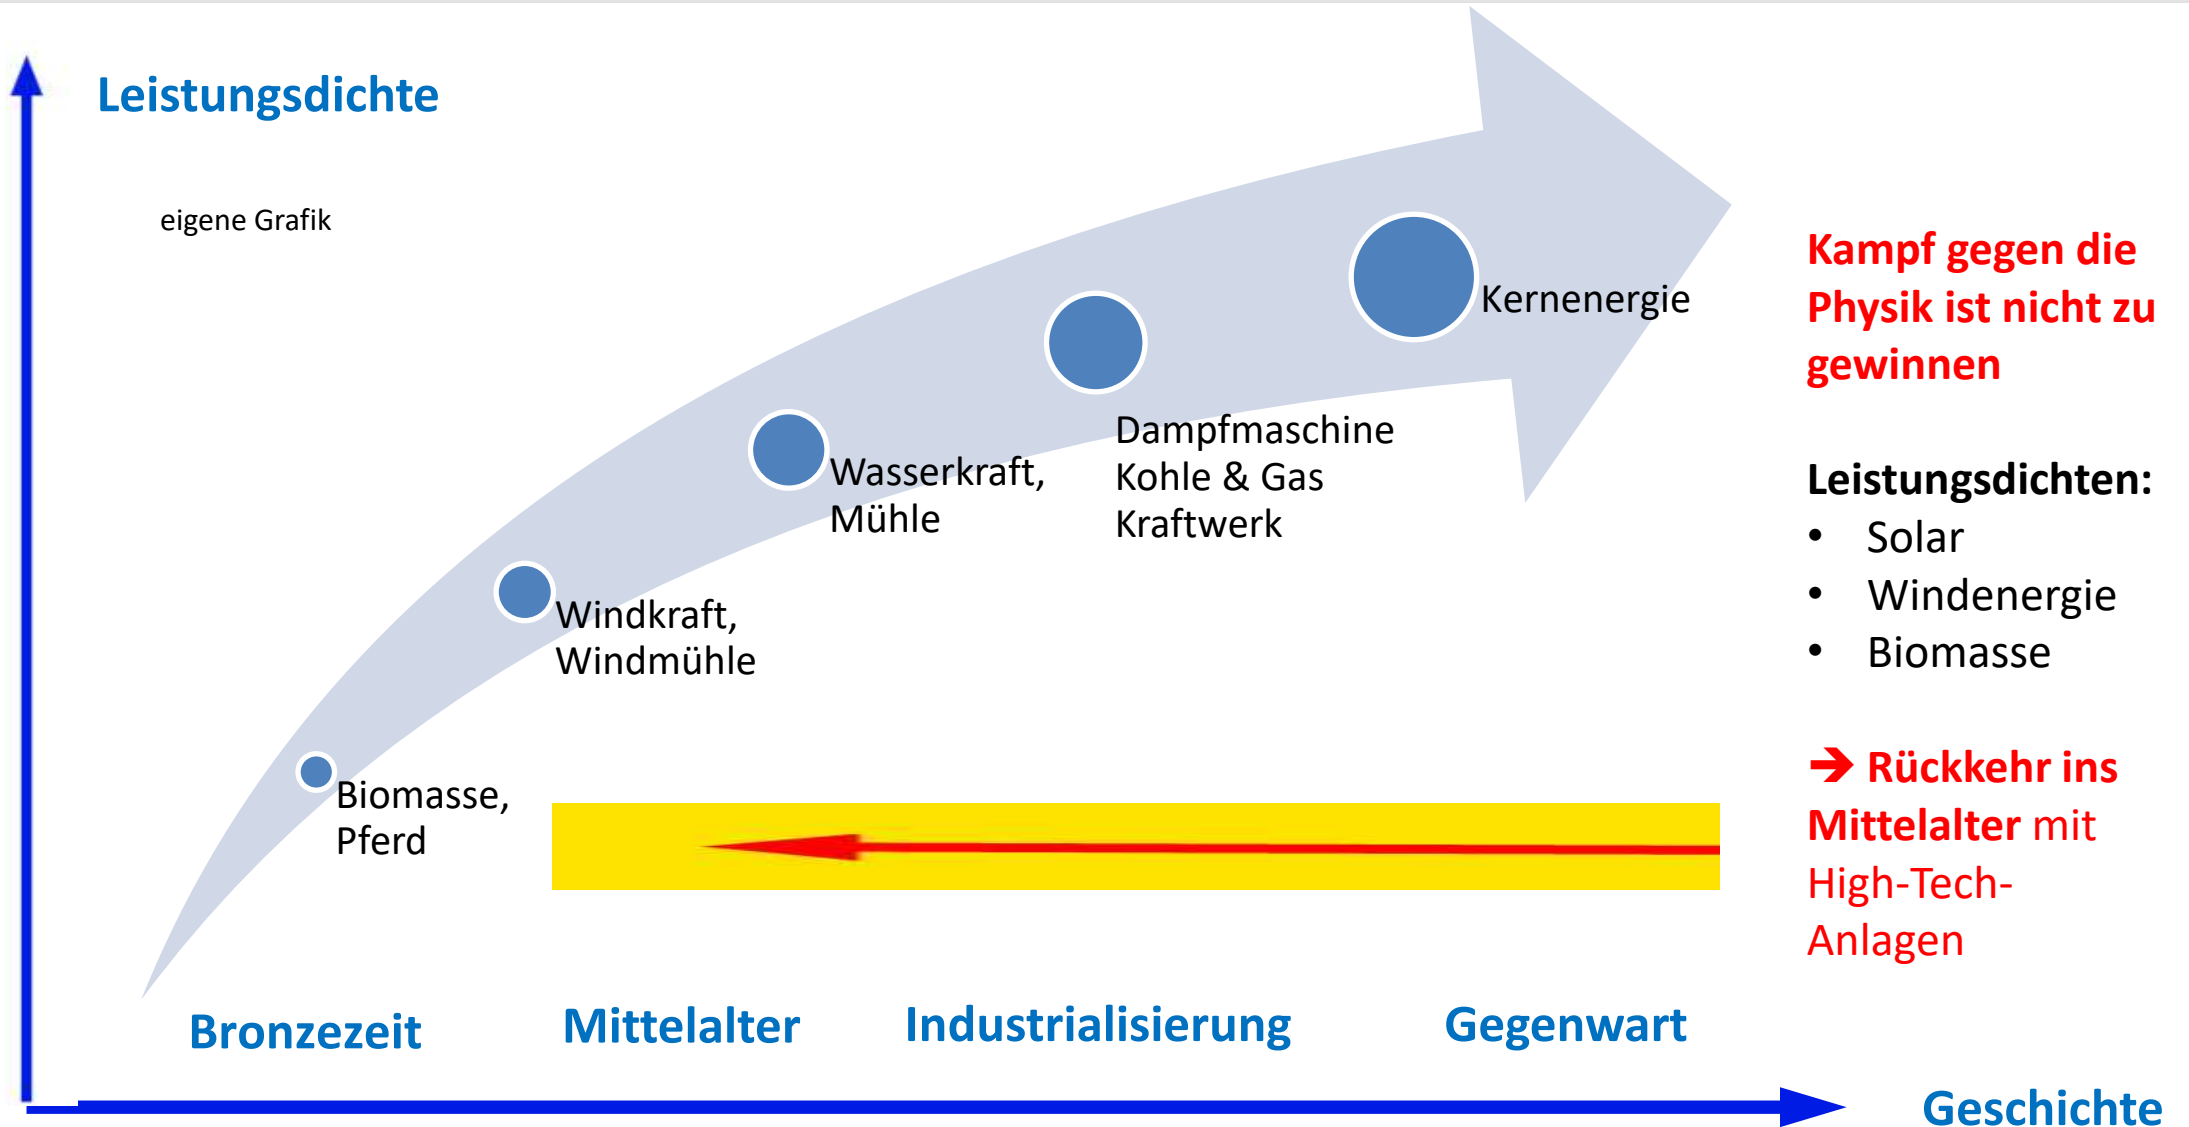 Leistungsdichte
eigene Grafik
Kernenergie
Dampfmaschine
Kohle & Gas
Kraftwerk
Wasserkraft,
Mühle
Windkraft,
Windmühle
Biomasse,
Pferd
Kampf gegen die
Physik ist nicht zu
gewinnen
Leistungsdichten:
• Solar
• Windenergie
• Biomasse
➔ Rückkehr ins
Mittelalter mit
High-Tech-
Anlagen
Bronzezeit
Mittelalter
Industrialisierung
Gegenwart
Geschichte